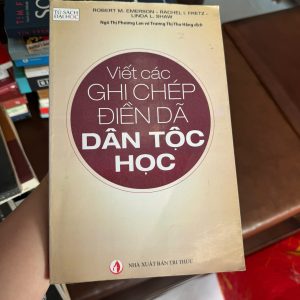 TỦ SÁCH
ĐẠI HỌC
ROBERT M. EMERSON - RACHEL I. FRETZ -
LINDA L. SHAW
Ngô Thị Phương Lan và Trương Thị Thu Hằng dịch
Viết các
GHI CHÉP
ĐIỀN DÃ
DÂN TỘC
HỌC
NHÀ XUẤT BẢN TRI THỨC